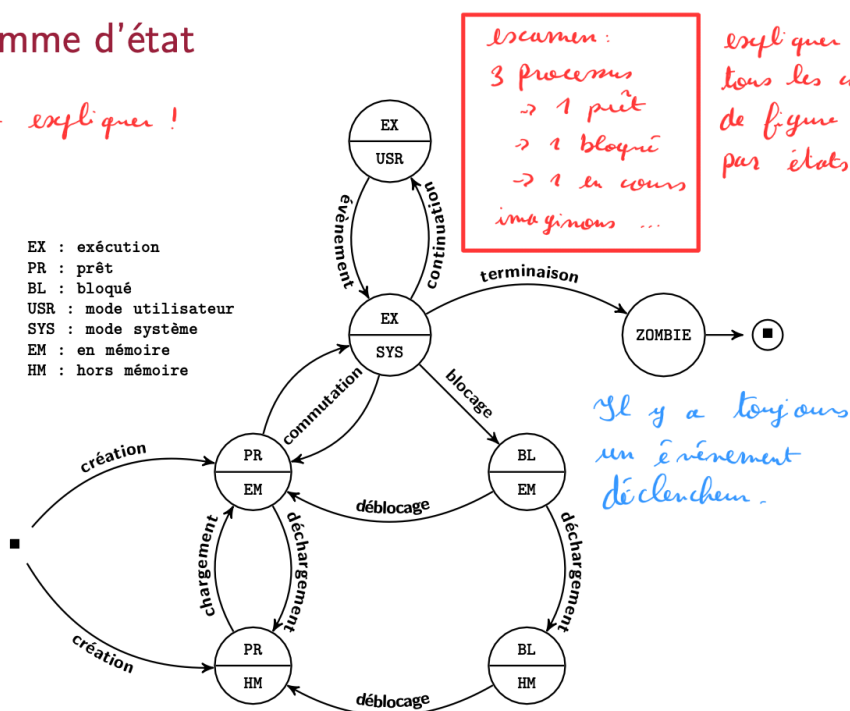 mme d'état
expliquer !
examen :
3 processus
-> 1 prêt
-> 1 bloqué
-> 1 en cours
imaginons ...
expliquer
tous les
de figure
par états
EX
USR
évènement
continuation
EX : exécution
PR : prêt
BL : bloqué
USR : mode utilisateur
SYS : mode système
EM : en mémoire
HM : hors mémoire
terminaison
EX
SYS
ZOMBIE
commutation
blocage
Il y a toujours
un événement
déclencheur.
création
PR
EM
BL
EM
déblocage
chargement
déchargement
déchargement
création
PR
HM
BL
HM
déblocage